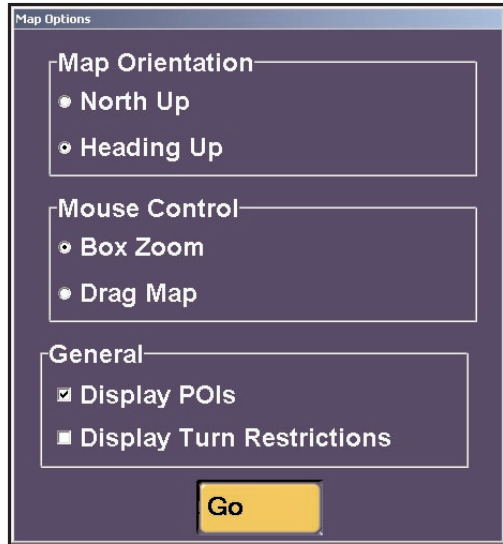 Map Options
Map Orientation
North Up
Heading Up
Mouse Control
Box Zoom
Drag Map
General
Display POIs
Display Turn Restrictions
Go